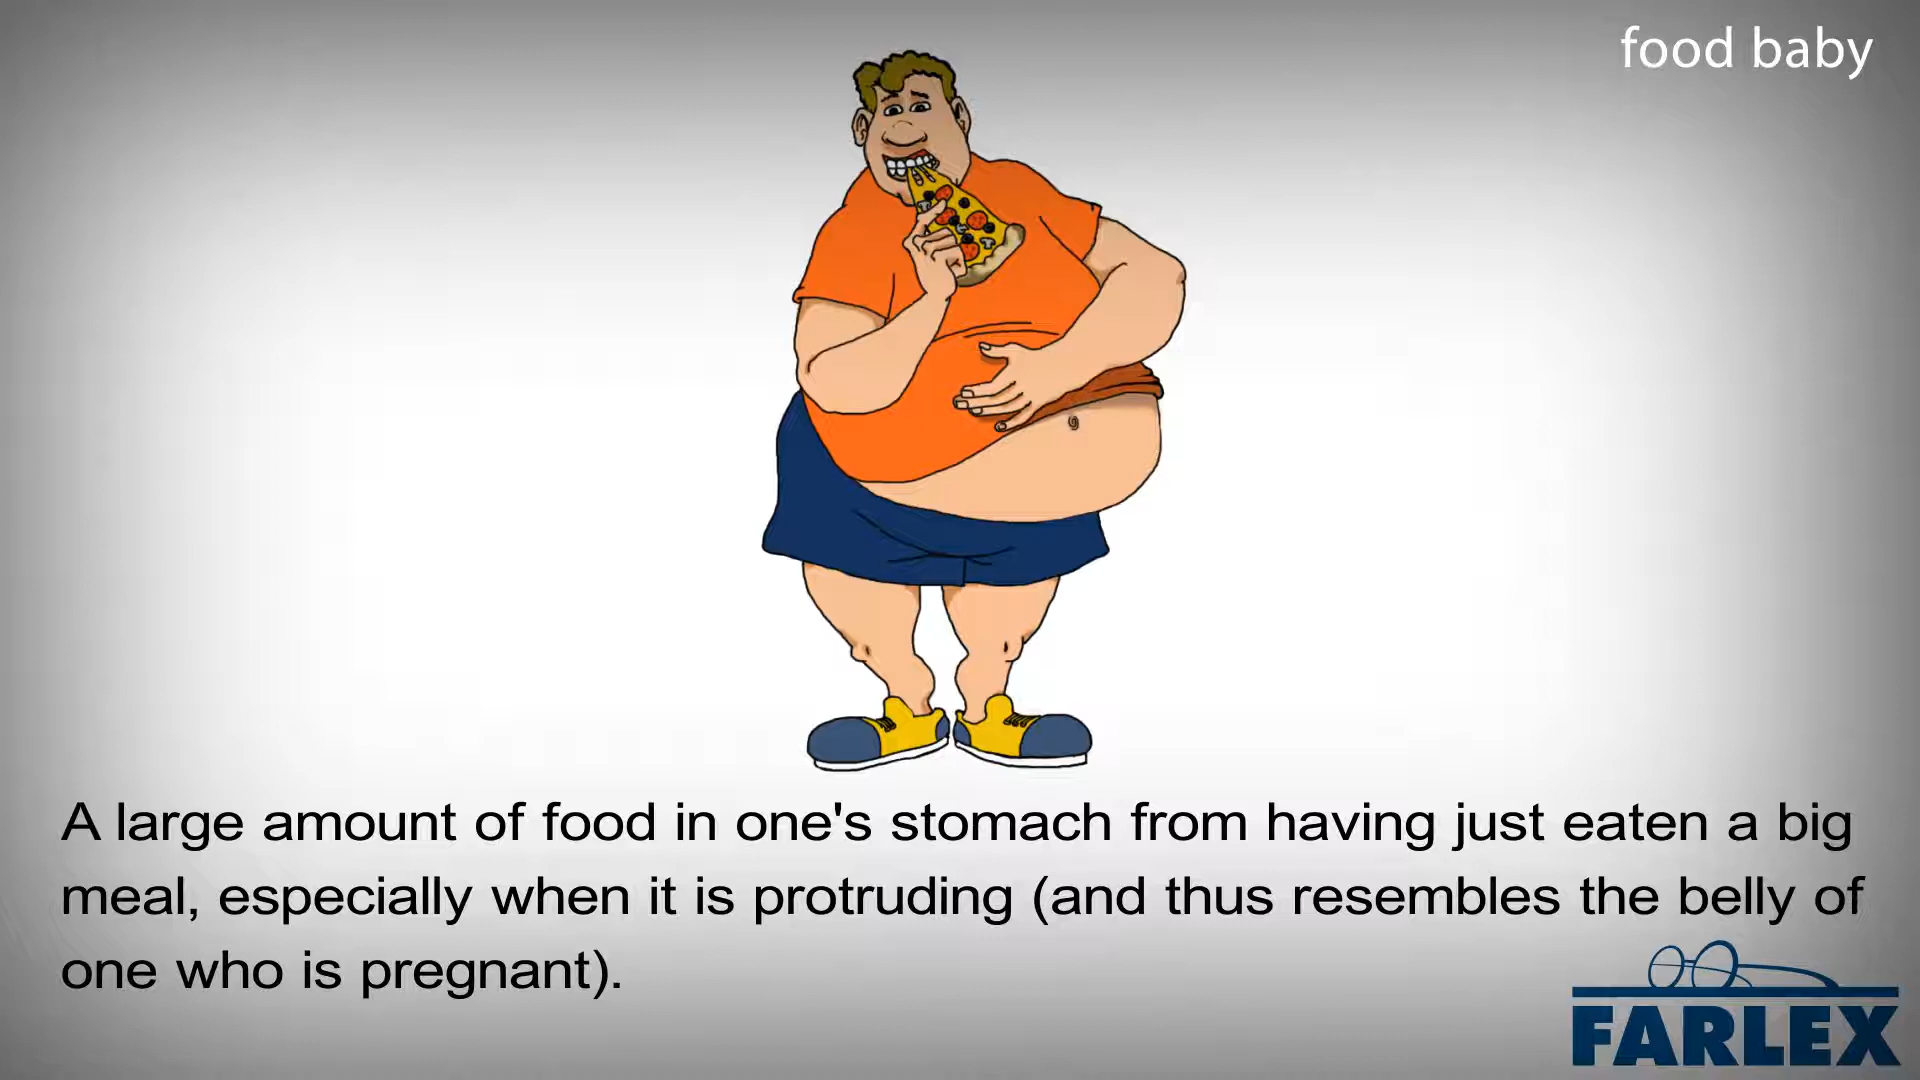 food baby
A large amount of food in one's stomach from having just eaten a big
meal, especially when it is protruding (and thus resembles the belly of
one who is pregnant).
FARLEX